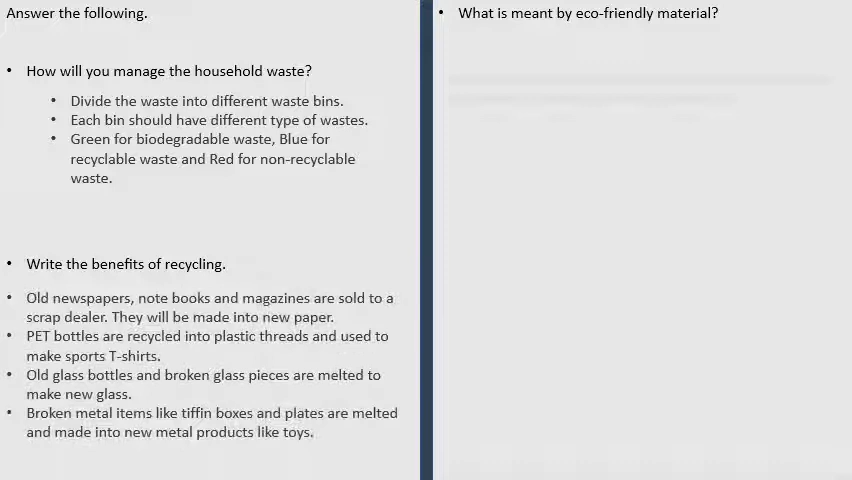 Answer the following.
• How will you manage the household waste?
• Divide the waste into different waste bins.
• Each bin should have different type of wastes.
• Green for biodegradable waste, Blue for
recyclable waste and Red for non-recyclable
waste.
• Write the benefits of recycling.
• Old newspapers, note books and magazines are sold to a
scrap dealer. They will be made into new paper.
• PET bottles are recycled into plastic threads and used to
make sports T-shirts.
• Old glass bottles and broken glass pieces are melted to
make new glass.
• Broken metal items like tiffin boxes and plates are melted
and made into new metal products like toys.
• What is meant by eco-friendly material?